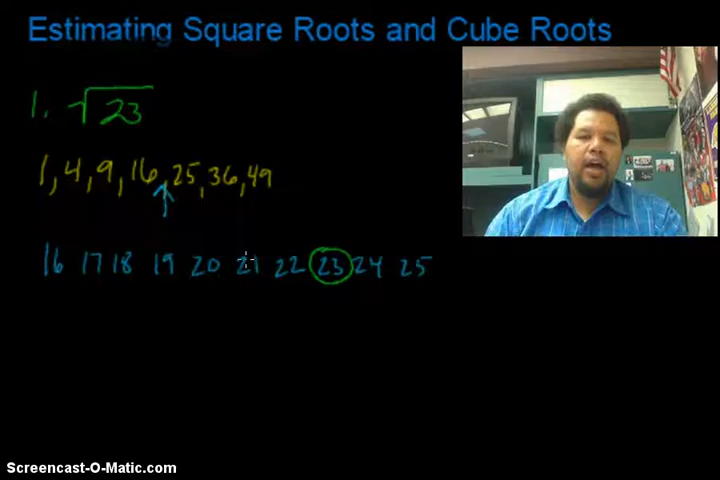 Estimating Square Roots and Cube Roots
1. √23
1, 4, 9, 16, 25, 36, 49
16 17 18 19 20 21 22 23 24 25
Screencast-O-Matic.com